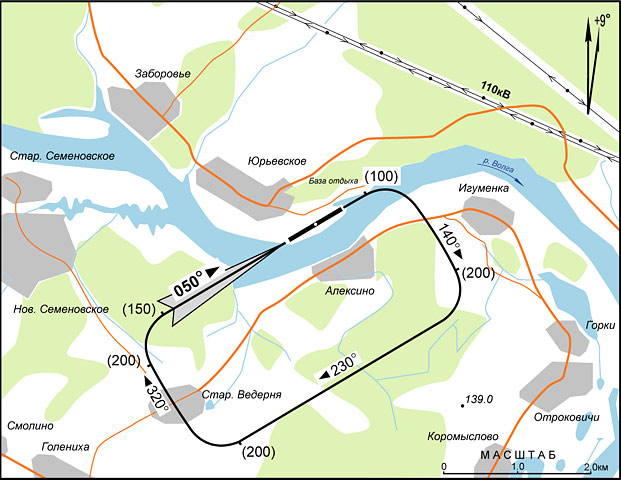 +9°
Заборовье
110кВ
Стар. Семеновское
Юрьевское
База отдыха
(100)
р. Волга
Игуменка
140°
(200)
050°
Алексино
Нов. Семеновское
(150)
Горки
(200)
230°
320°
Стар. Ведерня
139.0
Отроковичи
Смолино
Голениха
(200)
Коромыслово
МАСШТАБ
0 1,0 2,0км